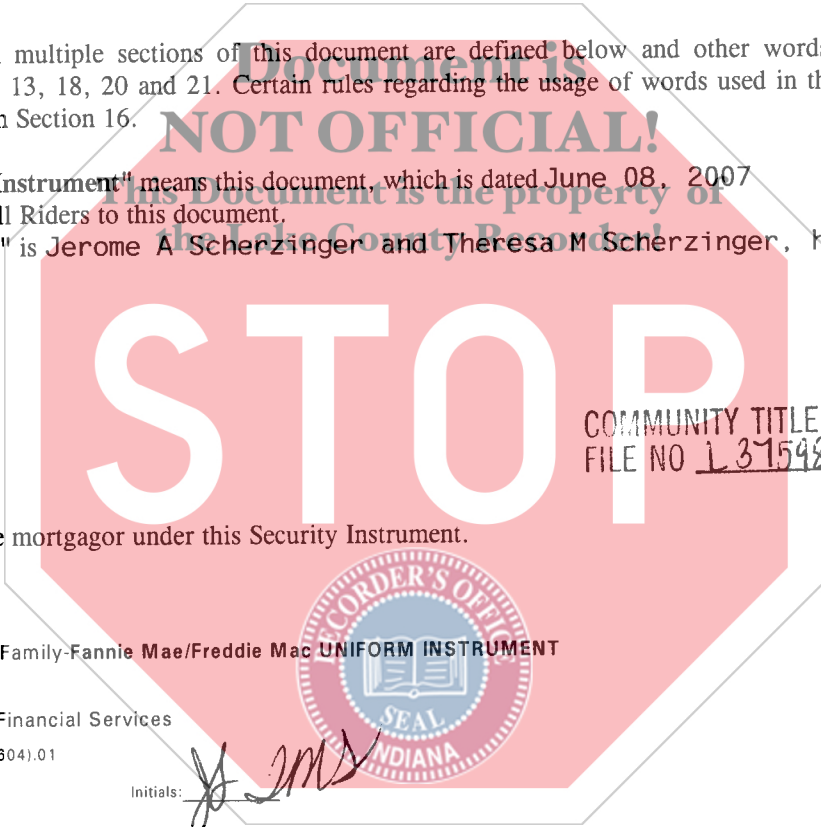 multiple sections of this document are defined below and other words
13, 18, 20 and 21. Certain rules regarding the usage of words used in th
Section 16.
Document is
NOT OFFICIAL!
This Document is the property of
the Lake County Recorder!
Instrument" means this document, which is dated June 08, 2007
ll Riders to this document.
" is Jerome A Scherzinger and Theresa M Scherzinger, h
STOP
COMMUNITY TITLE
FILE NO L37598
e mortgagor under this Security Instrument.
RECORDER'S OFFICE
SEAL
INDIANA
Family-Fannie Mae/Freddie Mac UNIFORM INSTRUMENT
Financial Services
604).01
Initials: JS TMS